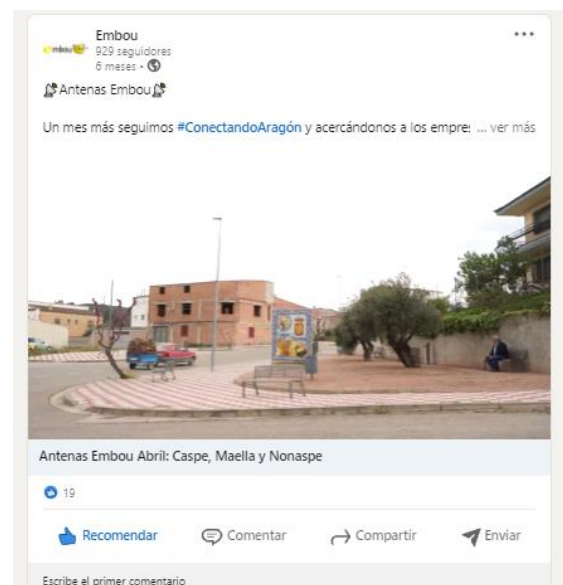 Embou
929 seguidores
6 meses •
Antenas Embou
Un mes más seguimos #ConectandoAragón y acercándonos a los empre: ... ver más
Antenas Embou Abril: Caspe, Maella y Nonaspe
19
Recomendar Comentar Compartir Enviar
Escribe el primer comentario